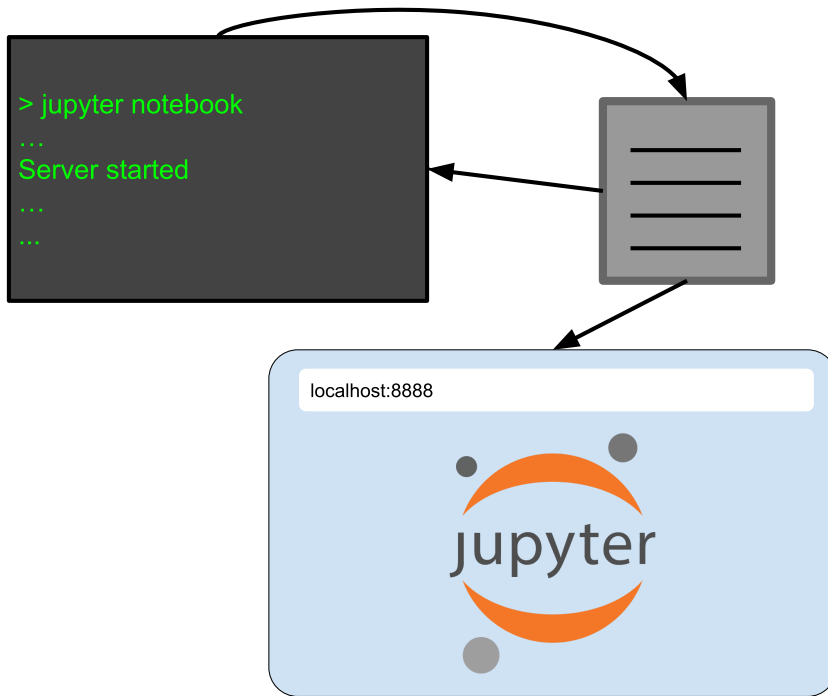 > jupyter notebook
…
Server started
…
...
localhost:8888
jupyter